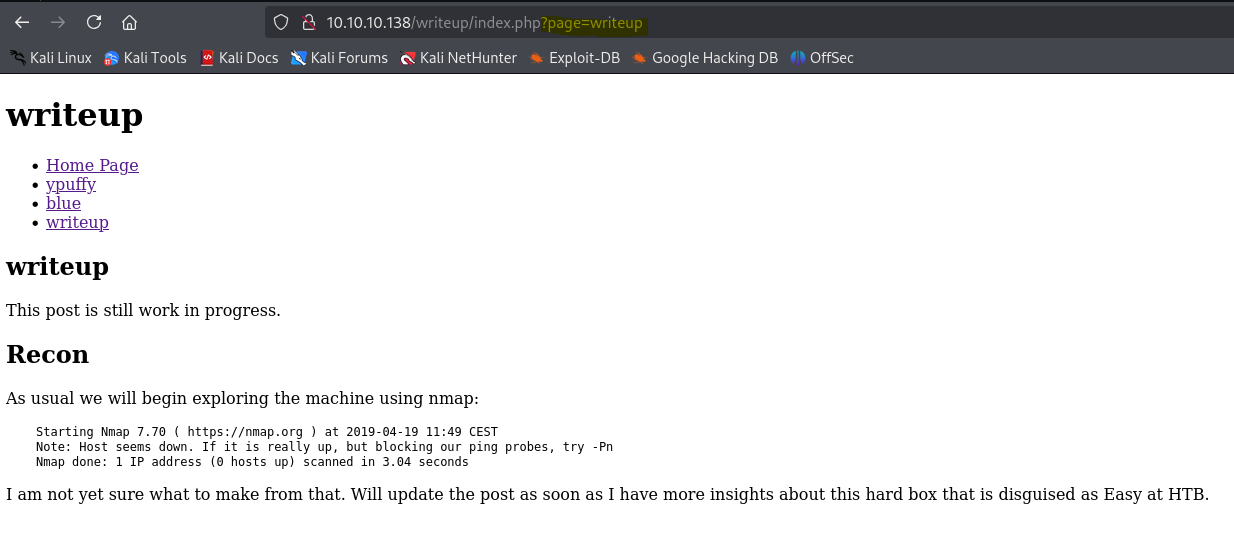 10.10.10.138/writeup/index.php?page=writeup
Kali Linux Kali Tools Kali Docs Kali Forums Kali NetHunter Exploit-DB Google Hacking DB OffSec
writeup
• Home Page
• ypuffy
• blue
• writeup
writeup
This post is still work in progress.
Recon
As usual we will begin exploring the machine using nmap:
Starting Nmap 7.70 ( https://nmap.org ) at 2019-04-19 11:49 CEST
Note: Host seems down. If it is really up, but blocking our ping probes, try -Pn
Nmap done: 1 IP address (0 hosts up) scanned in 3.04 seconds
I am not yet sure what to make from that. Will update the post as soon as I have more insights about this hard box that is disguised as Easy at HTB.